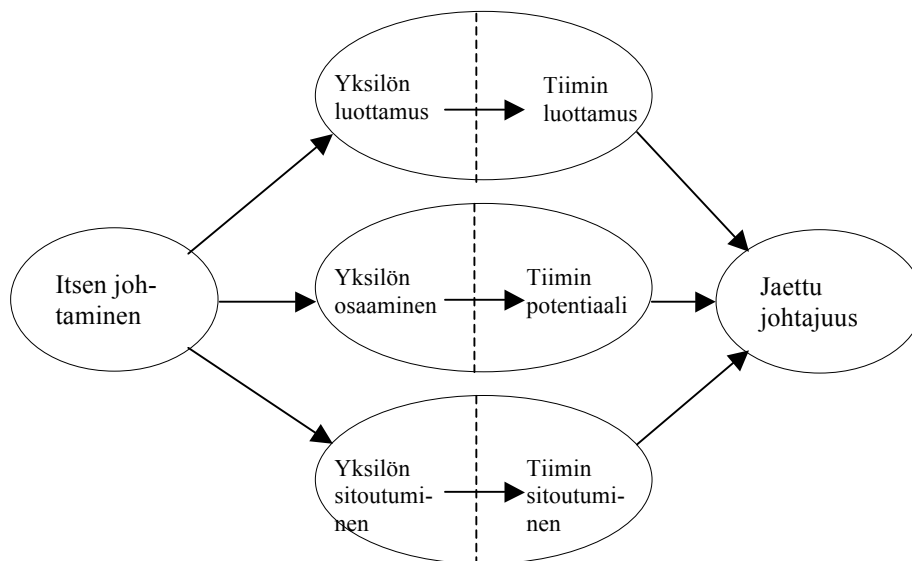 Yksilön
luottamus
Tiimin
luottamus
Itsen joh-
taminen
Yksilön
osaaminen
Tiimin
potentiaali
Jaettu
johtajuus
Yksilön
sitoutumi-
nen
Tiimin
sitoutumi-
nen